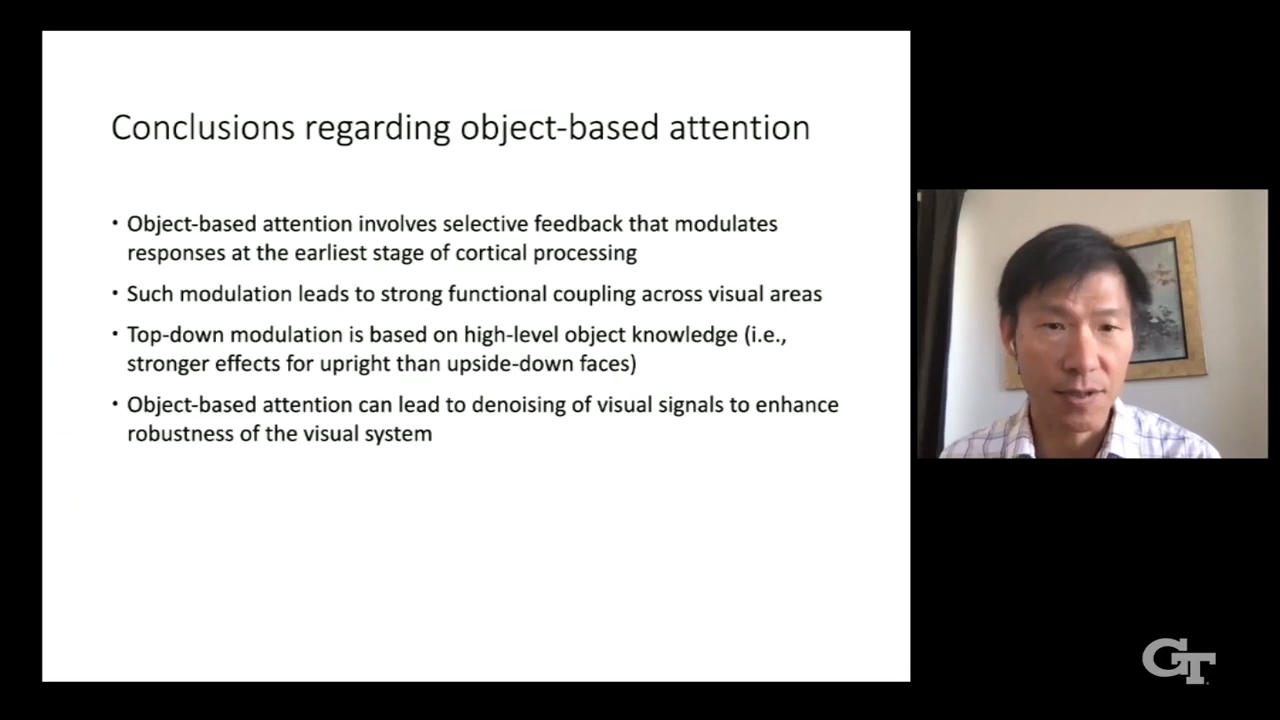 Conclusions regarding object-based attention
• Object-based attention involves selective feedback that modulates
responses at the earliest stage of cortical processing
• Such modulation leads to strong functional coupling across visual areas
• Top-down modulation is based on high-level object knowledge (i.e.,
stronger effects for upright than upside-down faces)
• Object-based attention can lead to denoising of visual signals to enhance
robustness of the visual system
GT